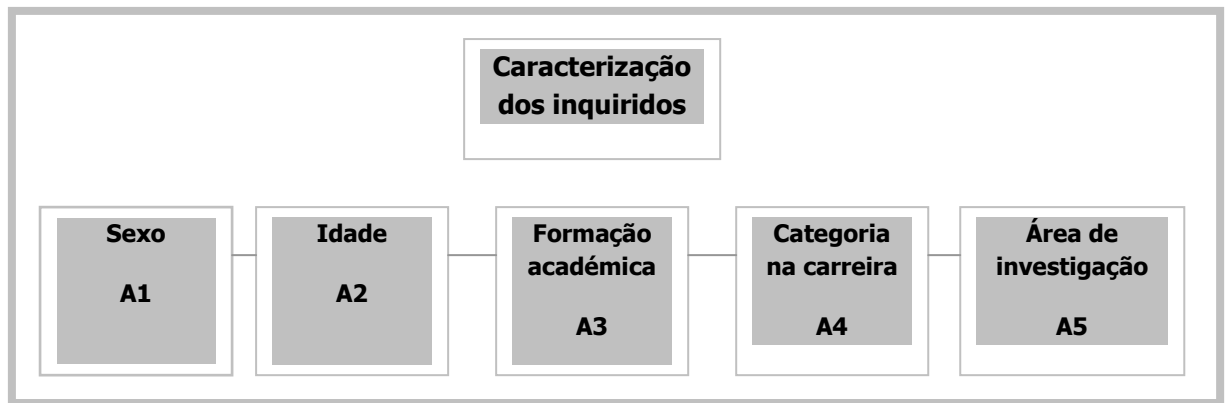 Caracterização
dos inquiridos
Sexo
A1
Idade
A2
Formação
académica
A3
Categoria
na carreira
A4
Área de
investigação
A5